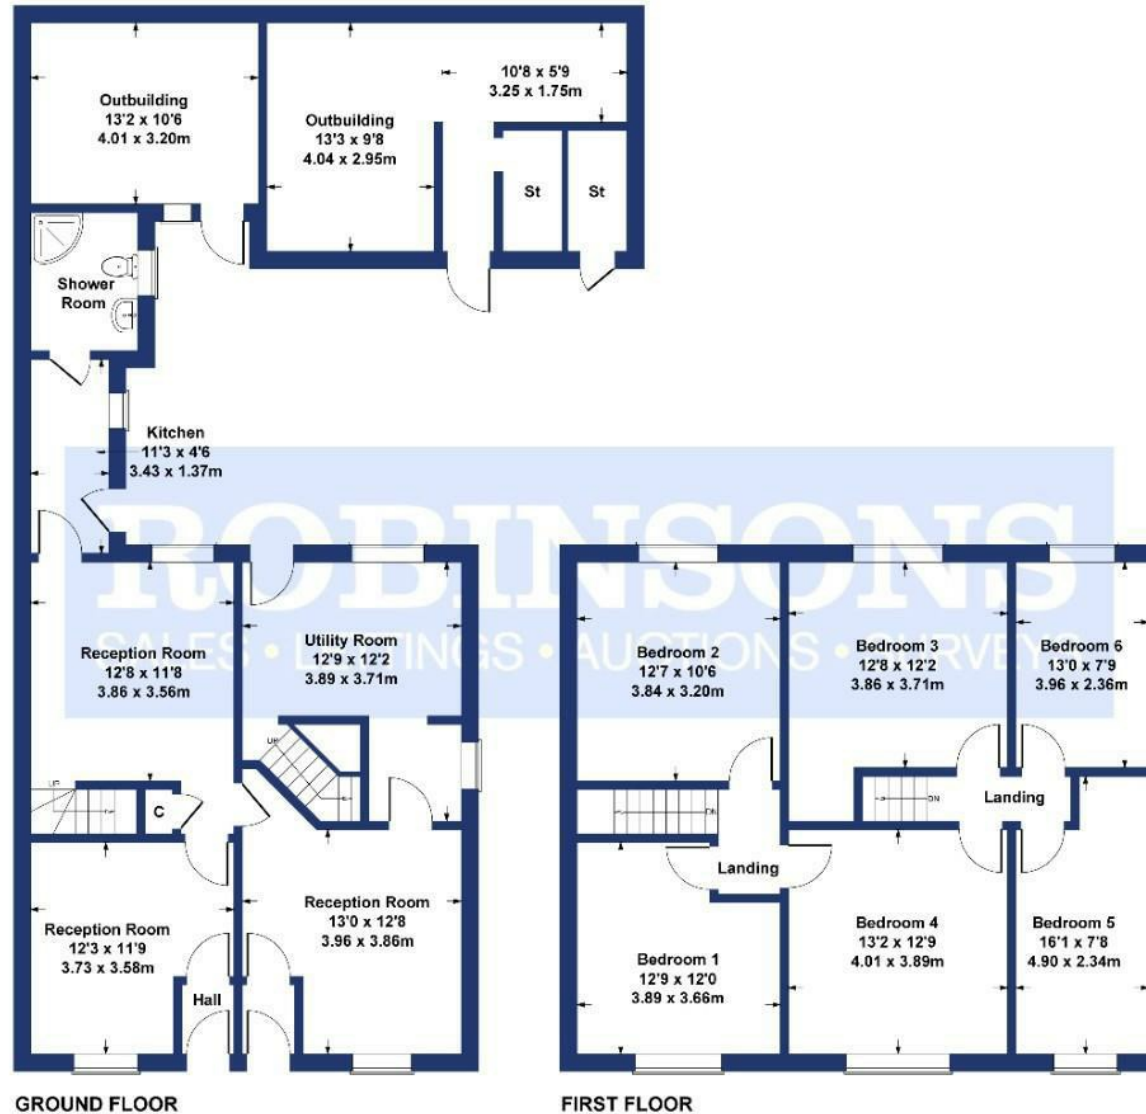 Outbuilding
13'2 x 10'6
4.01 x 3.20m
Outbuilding
13'3 x 9'8
4.04 x 2.95m
10'8 x 5'9
3.25 x 1.75m
St
St
Shower
Room
Kitchen
11'3 x 4'6
3.43 x 1.37m
ROBINSONS
SALES • LETTINGS • AUCTIONS • SURVEYS
Reception Room
12'8 x 11'8
3.86 x 3.56m
Utility Room
12'9 x 12'2
3.89 x 3.71m
UP
UP
C
Reception Room
12'3 x 11'9
3.73 x 3.58m
Hall
Reception Room
13'0 x 12'8
3.96 x 3.86m
GROUND FLOOR
Bedroom 2
12'7 x 10'6
3.84 x 3.20m
Bedroom 3
12'8 x 12'2
3.86 x 3.71m
Bedroom 6
13'0 x 7'9
3.96 x 2.36m
DN
DN
Landing
Landing
Bedroom 1
12'9 x 12'0
3.89 x 3.66m
Bedroom 4
13'2 x 12'9
4.01 x 3.89m
Bedroom 5
16'1 x 7'8
4.90 x 2.34m
FIRST FLOOR